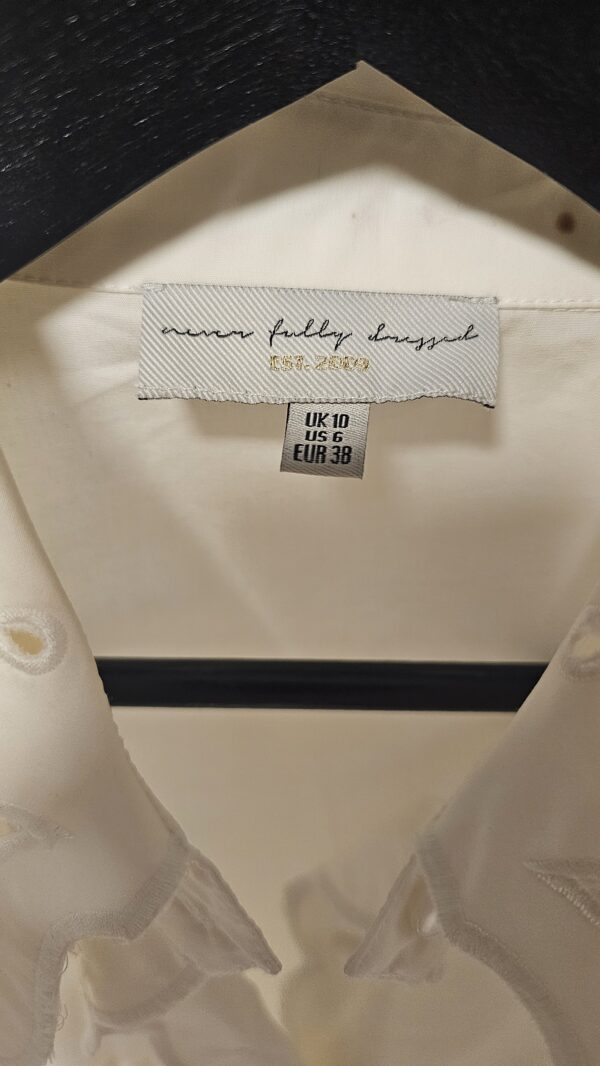 never fully dressed
EST. 2009
UK 10
US 6
EUR 38